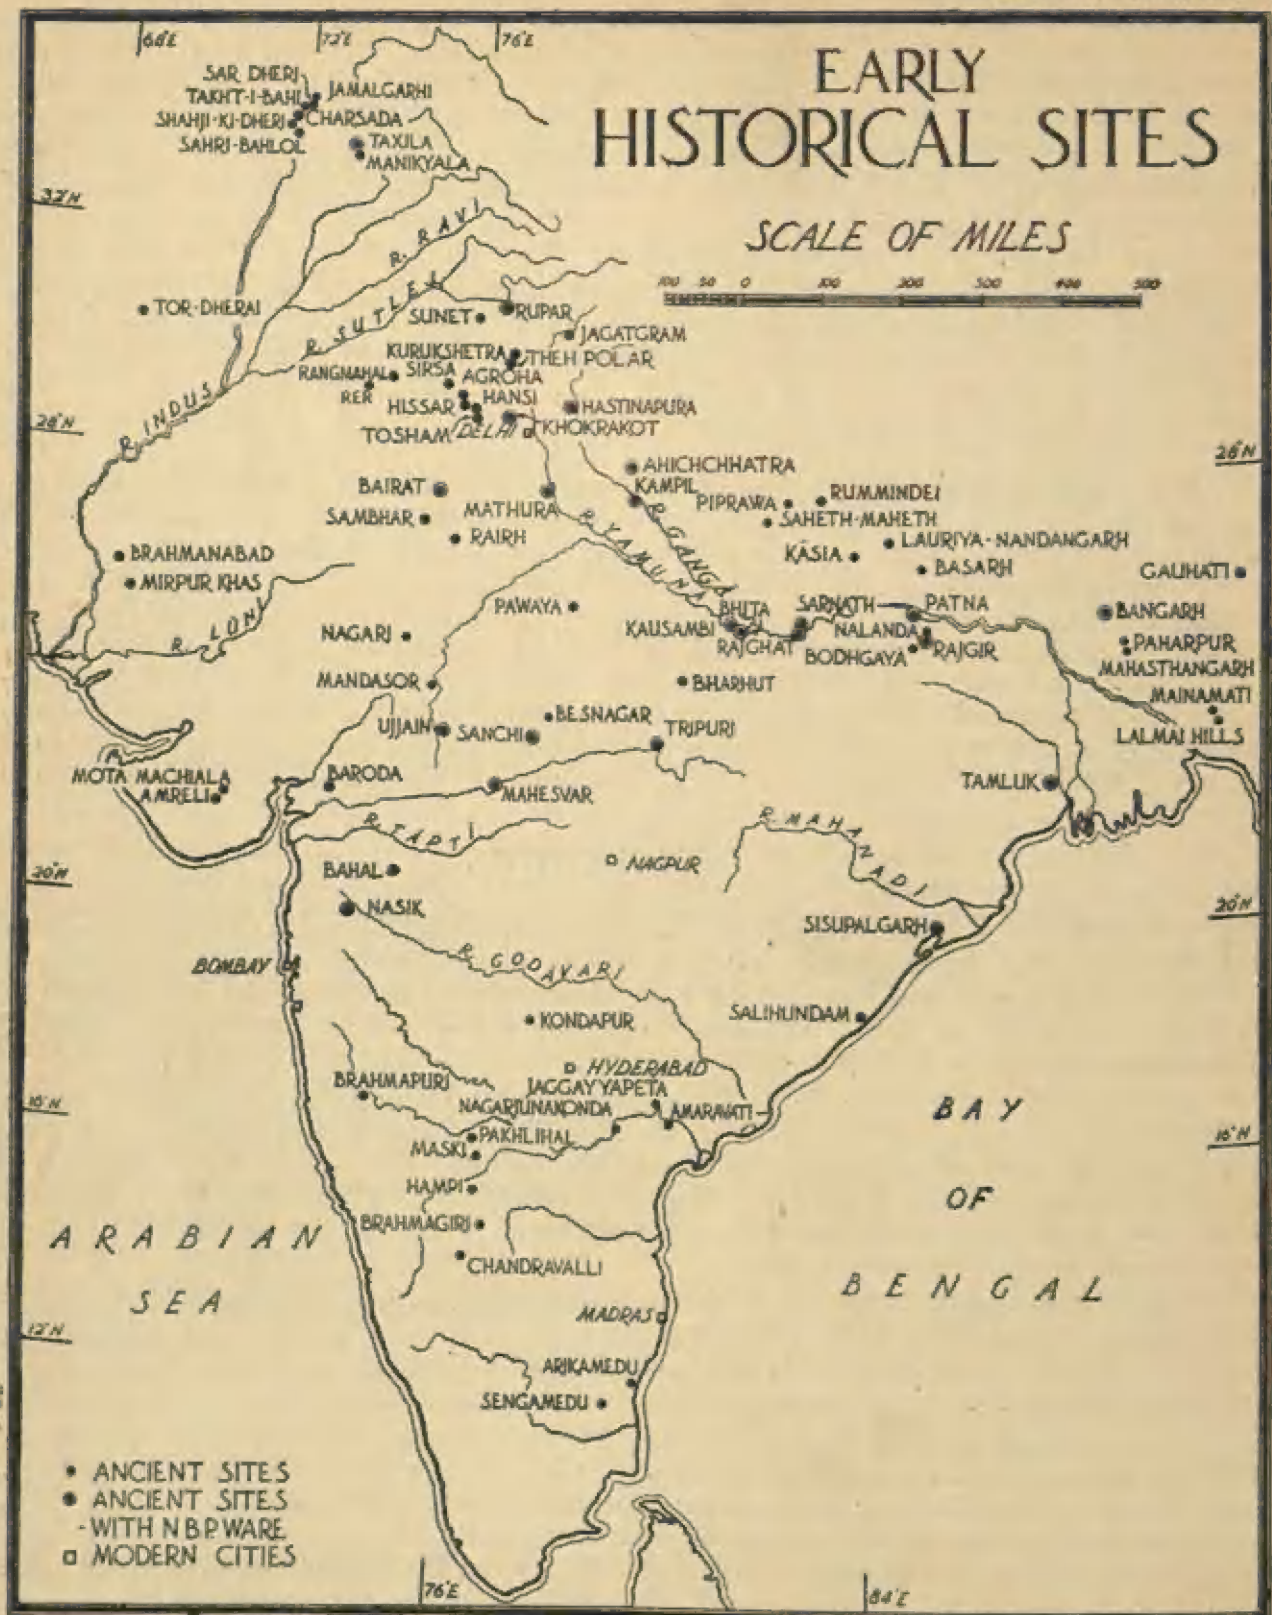 68°E
72°E
76°E
EARLY
HISTORICAL SITES
SCALE OF MILES
100 50 0 100 200 300 400 500
SAR DHERI
TAKHT-I-BAHI
JAMALGARHI
SHAHJI-KI-DHERI
CHARSADA
SAHRI-BAHLOL
TAXILA
MANIKYALA
32°N
R. RAVI
R. SUTLEJ
TOR-DHERAI
SUNET
RUPAR
JAGATGRAM
KURUKSHETRA
THEH POLAR
RANGMAHAL
SIRSA
AGROHA
RER
HANSI
HISSAR
HASTINAPURA
TOSHAM
DELHI
KHOKRAKOT
R. INDUS
28°N
28°N
AHICHCHHATRA
BAIRAT
KAMPIL
PIPRAWA
RUMMINDEI
MATHURA
SAMBHAR
SAHETH-MAHETH
RAIRH
R. YAMUNA
R. GANGA
LAURIYA-NANDANGARH
KASIA
BASARH
GAUHATI
BRAHMANABAD
MIRPUR KHAS
R. LONI
PAWAYA
BHITA
SARNATH
PATNA
BANGARH
NAGARI
KAUSAMBI
RAJGHAT
NALANDA
BODHGAYA
RAJGIR
PAHARPUR
MAHASTHANGARH
MANDASOR
BHARHUT
MAINAMATI
UJJAIN
SANCHI
BESNAGAR
TRIPURI
LALMAI HILLS
MOTA MACHIALA
AMRELI
BARODA
MAHESVAR
TAMLUK
R. TAPTI
R. MAHANADI
NAGPUR
BAHAL
20°N
20°N
NASIK
SISUPALGARH
BOMBAY
R. GODAVARI
KONDAPUR
SALIHUNDAM
HYDERABAD
BRAHMAPURI
JAGGAYYAPETA
NAGARJUNAKONDA
AMARAVATI
16°N
16°N
PAKHLIHAL
MASKI
HAMPI
BRAHMAGIRI
CHANDRAVALLI
BAY
OF
BENGAL
ARABIAN
SEA
MADRAS
12°N
ARIKAMEDU
SENGAMEDU
ANCIENT SITES
ANCIENT SITES
-WITH N B P. WARE
MODERN CITIES
76°E
84°E